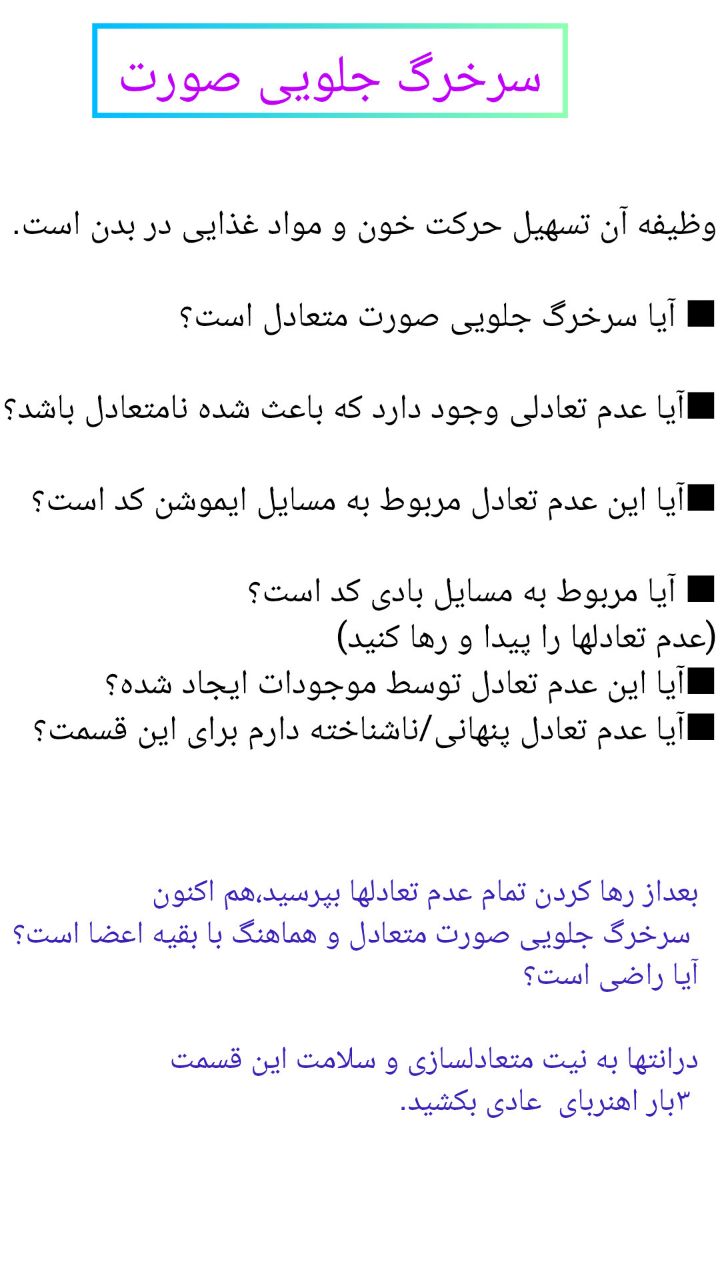 سرخرگ جلویی صورت
وظیفه آن تسهیل حرکت خون و مواد غذایی در بدن است.
■ آیا سرخرگ جلویی صورت متعادل است؟
■آیا عدم تعادلی وجود دارد که باعث شده نامتعادل باشد؟
■آیا این عدم تعادل مربوط به مسایل ایموشن کد است؟
■ آیا مربوط به مسایل بادی کد است؟
(عدم تعادلها را پیدا و رها کنید)
■آیا این عدم تعادل توسط موجودات ایجاد شده؟
■آیا عدم تعادل پنهانی/ناشناخته دارم برای این قسمت؟
بعداز رها کردن تمام عدم تعادلها بپرسید،هم اکنون
سرخرگ جلویی صورت متعادل و هماهنگ با بقیه اعضا است؟
آیا راضی است؟
درانتها به نیت متعادلسازی و سلامت این قسمت
۳بار اهنربای عادی بکشید.